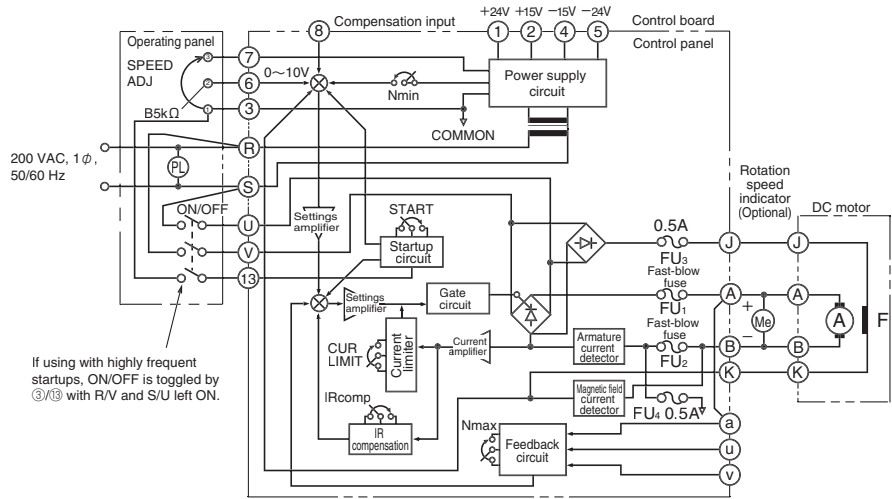 Compensation input
+24V +15V −15V −24V
Control board
Control panel
8
1 2 4 5
Operating panel
SPEED
ADJ
3
2
1
B5kΩ
7
6
3
0～10V
Nmin
Power supply
circuit
COMMON
200 VAC, 1ϕ,
50/60 Hz
PL
R
S
ON/OFF
U
V
13
Settings
amplifier
START
Startup
circuit
Rotation
speed
indicator
(Optional)
DC motor
0.5A
FU3
J
J
Fast-blow
fuse
FU1
A
A
+
Me
−
A
F
Fast-blow
fuse
FU2
B
B
K
K
Settings
amplifier
Gate
circuit
CUR
LIMIT
Current
limiter
Current
amplifier
Armature
current
detector
Magnetic field
current
detector
FU4 0.5A
If using with highly frequent
startups, ON/OFF is toggled by
③/⑬ with R/V and S/U left ON.
IRcomp
IR
compensation
Nmax
Feedback
circuit
a
u
v